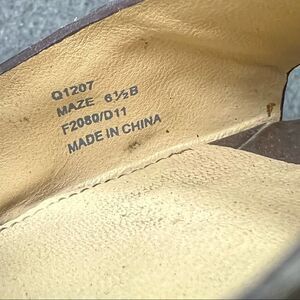 Q1207
MAZE 6½B
F2080/D11
MADE IN CHINA